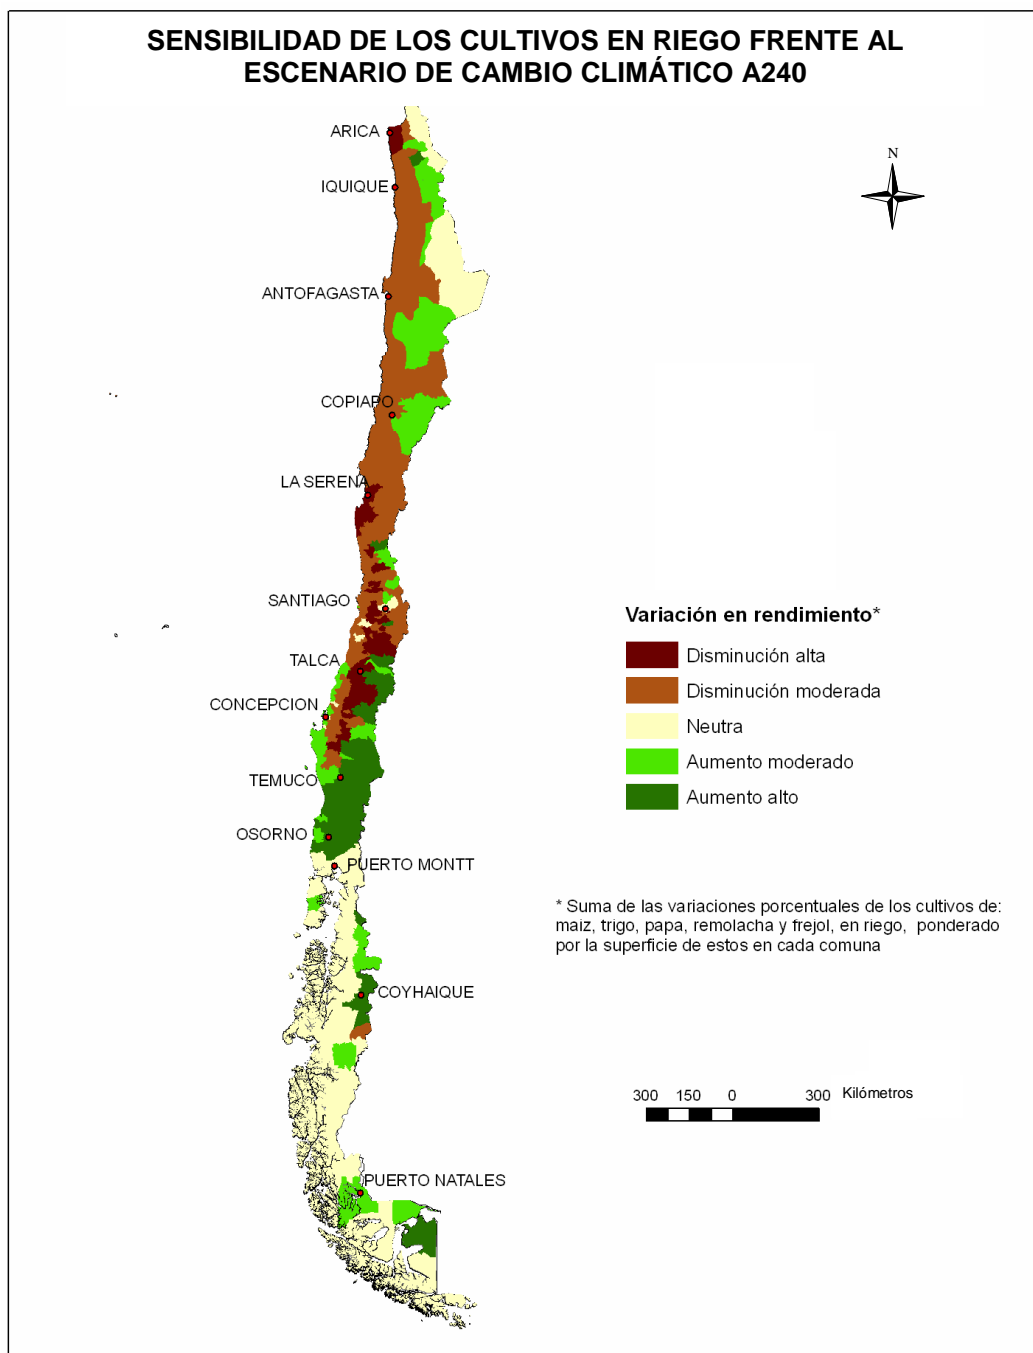 SENSIBILIDAD DE LOS CULTIVOS EN RIEGO FRENTE AL
ESCENARIO DE CAMBIO CLIMÁTICO A240
ARICA
N
IQUIQUE
ANTOFAGASTA
COPIAPO
LA SERENA
SANTIAGO
TALCA
CONCEPCION
TEMUCO
OSORNO
PUERTO MONTT
COYHAIQUE
PUERTO NATALES
Variación en rendimiento*
Disminución alta
Disminución moderada
Neutra
Aumento moderado
Aumento alto
* Suma de las variaciones porcentuales de los cultivos de:
maiz, trigo, papa, remolacha y frejol, en riego, ponderado
por la superficie de estos en cada comuna
300 150 0 300 Kilómetros